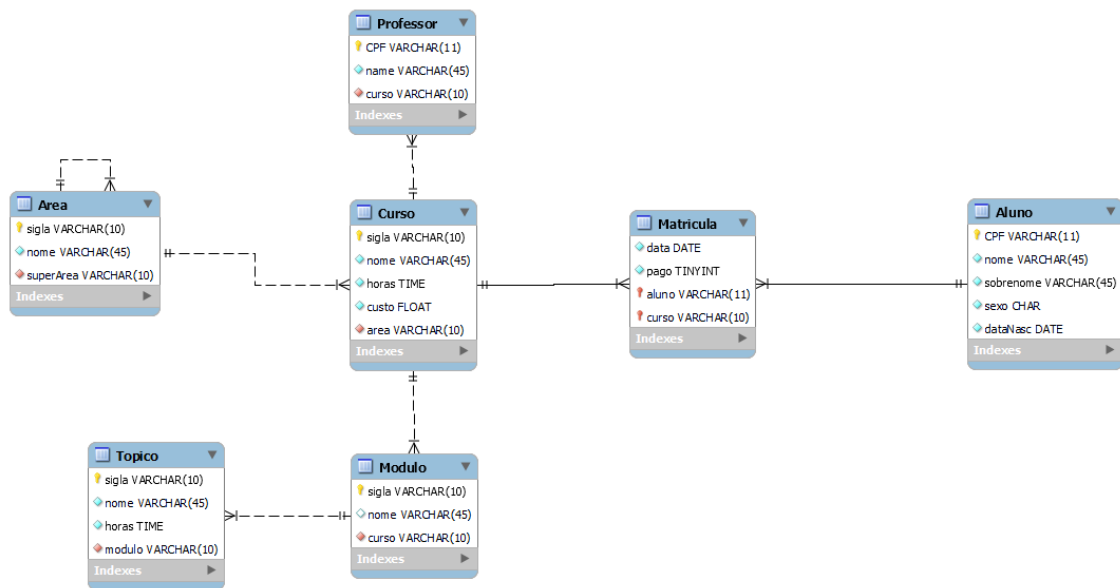 Professor
CPF VARCHAR(11)
name VARCHAR(45)
curso VARCHAR(10)
Indexes
Area
sigla VARCHAR(10)
nome VARCHAR(45)
superArea VARCHAR(10)
Indexes
Curso
sigla VARCHAR(10)
nome VARCHAR(45)
horas TIME
custo FLOAT
area VARCHAR(10)
Indexes
Matricula
data DATE
pago TINYINT
aluno VARCHAR(11)
curso VARCHAR(10)
Indexes
Aluno
CPF VARCHAR(11)
nome VARCHAR(45)
sobrenome VARCHAR(45)
sexo CHAR
dataNasc DATE
Indexes
Topico
sigla VARCHAR(10)
nome VARCHAR(45)
horas TIME
modulo VARCHAR(10)
Indexes
Modulo
sigla VARCHAR(10)
nome VARCHAR(45)
curso VARCHAR(10)
Indexes